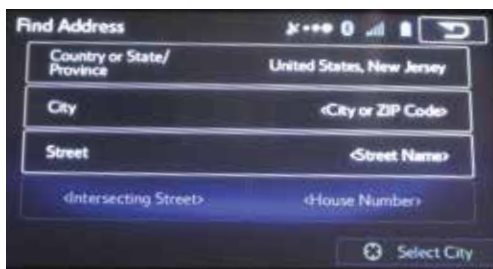 Find Address
0
Country or State/
Province
United States, New Jersey
City
<City or ZIP Code>
Street
<Street Name>
<Intersecting Street>
<House Number>
Select City